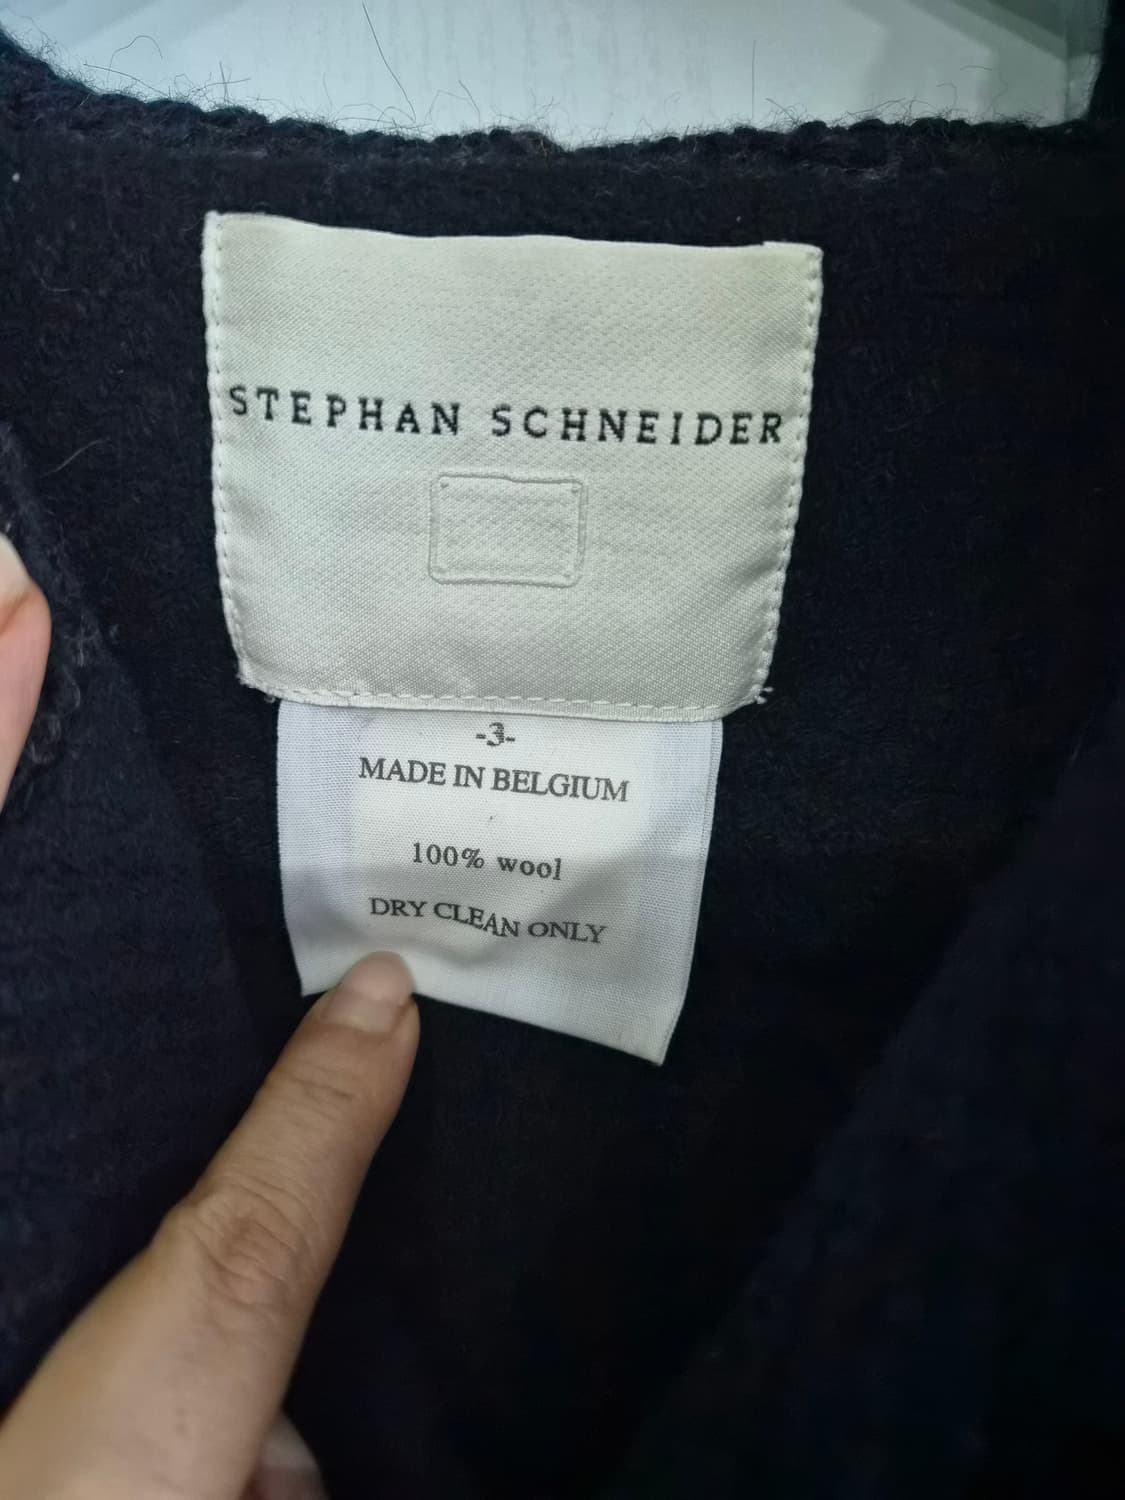 STEPHAN SCHNEIDER
-3-
MADE IN BELGIUM
100% wool
DRY CLEAN ONLY